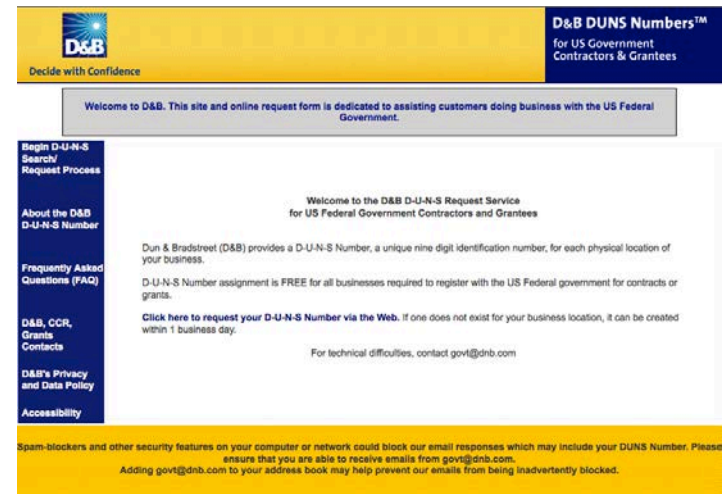 D&B
Decide with Confidence
D&B DUNS Numbers™
for US Government
Contractors & Grantees
Welcome to D&B. This site and online request form is dedicated to assisting customers doing business with the US Federal
Government.
Begin D-U-N-S
Search/
Request Process
About the D&B
D-U-N-S Number
Frequently Asked
Questions (FAQ)
D&B, CCR,
Grants
Contacts
D&B's Privacy
and Data Policy
Accessibility
Welcome to the D&B D-U-N-S Request Service
for US Federal Government Contractors and Grantees
Dun & Bradstreet (D&B) provides a D-U-N-S Number, a unique nine digit identification number, for each physical location of
your business.
D-U-N-S Number assignment is FREE for all businesses required to register with the US Federal government for contracts or
grants.
Click here to request your D-U-N-S Number via the Web. If one does not exist for your business location, it can be created
within 1 business day.
For technical difficulties, contact govt@dnb.com
Spam-blockers and other security features on your computer or network could block our email responses which may include your DUNS Number. Please
ensure that you are able to receive emails from govt@dnb.com.
Adding govt@dnb.com to your address book may help prevent our emails from being inadvertently blocked.